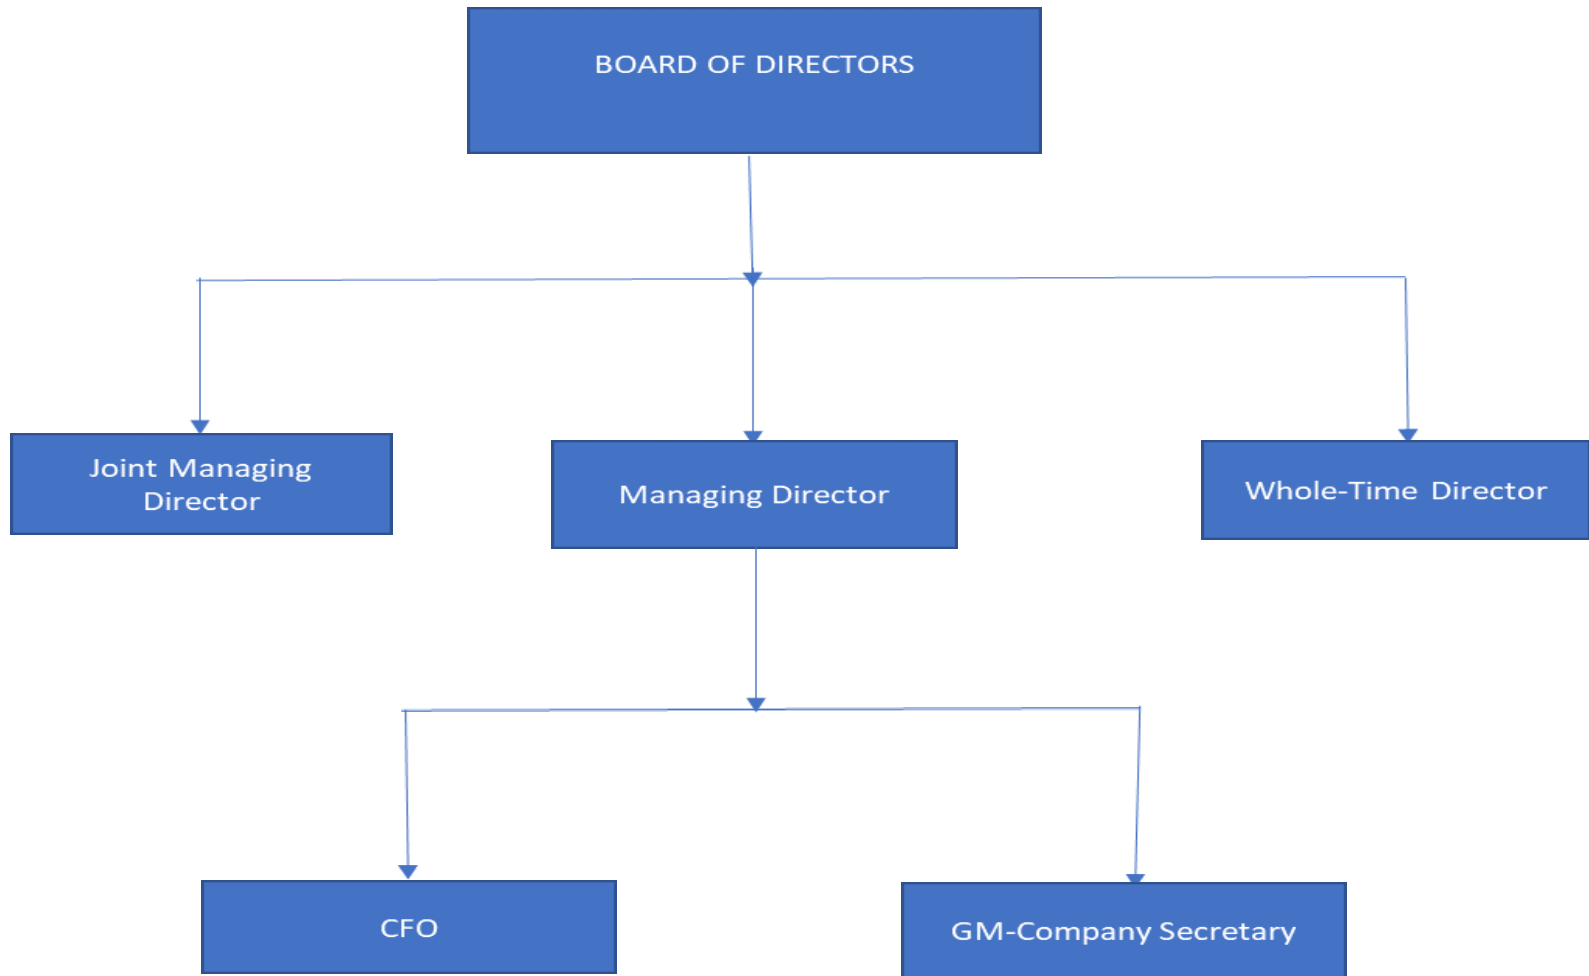 BOARD OF DIRECTORS
Joint Managing
Director
Managing Director
Whole-Time Director
CFO
GM-Company Secretary